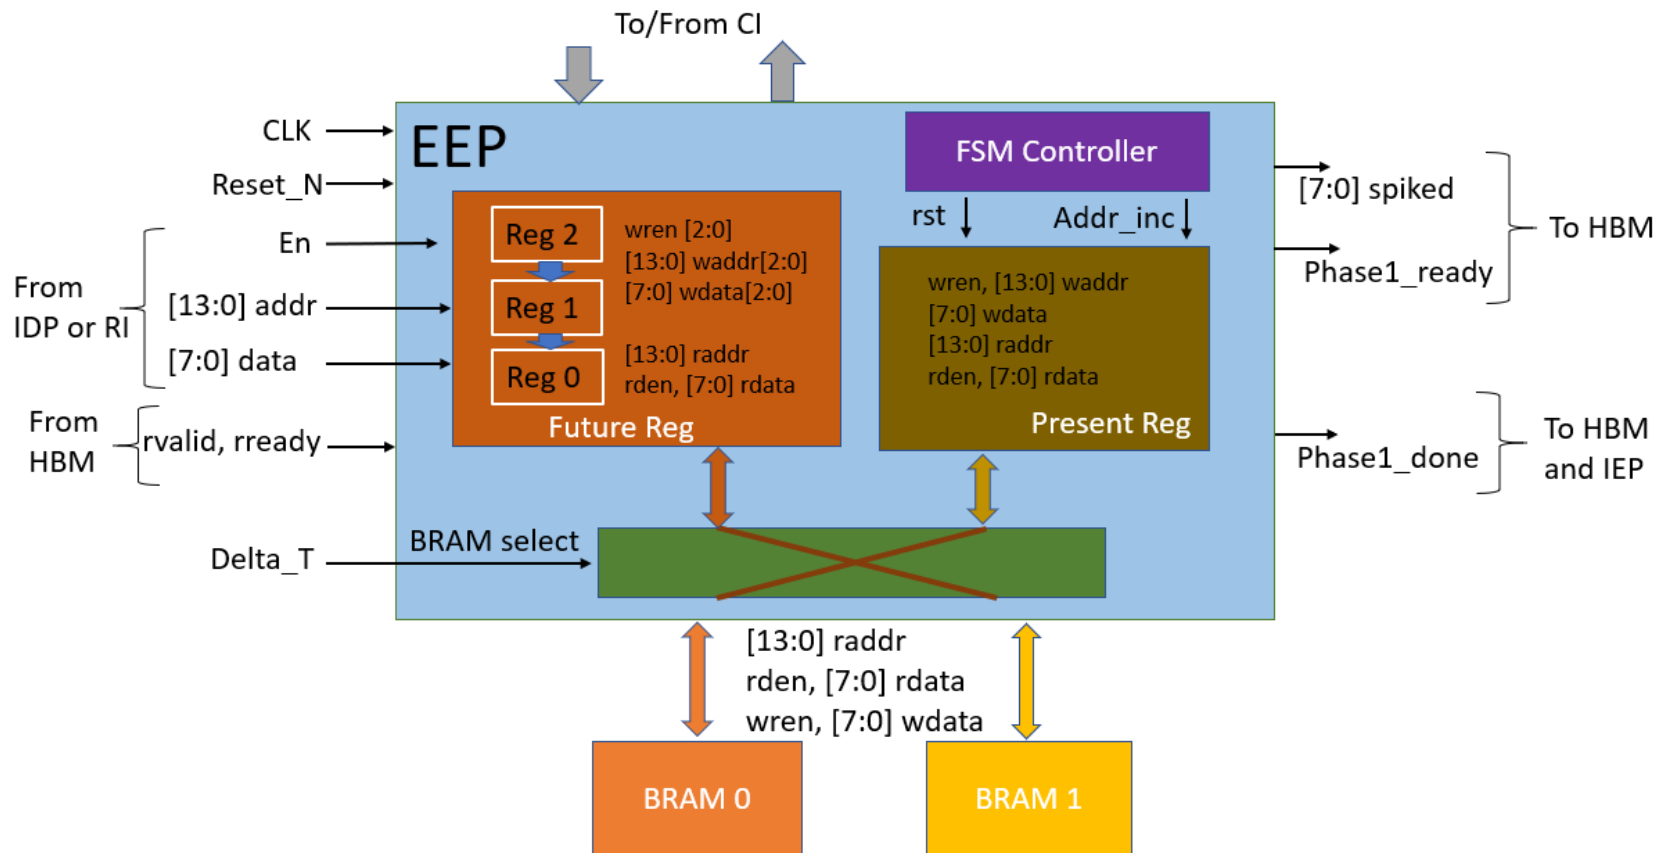 To/From CI
CLK
EEP
FSM Controller
Reset_N
[7:0] spiked
rst
Addr_inc
To HBM
En
Reg 2
wren [2:0]
[13:0] waddr[2:0]
[7:0] wdata[2:0]
Phase1_ready
From
IDP or RI
[13:0] addr
Reg 1
wren, [13:0] waddr
[7:0] wdata
[13:0] raddr
rden, [7:0] rdata
[7:0] data
Reg 0
[13:0] raddr
rden, [7:0] rdata
Future Reg
Present Reg
From
HBM
rvalid, rready
Phase1_done
To HBM
and IEP
Delta_T
BRAM select
[13:0] raddr
rden, [7:0] rdata
wren, [7:0] wdata
BRAM 0
BRAM 1